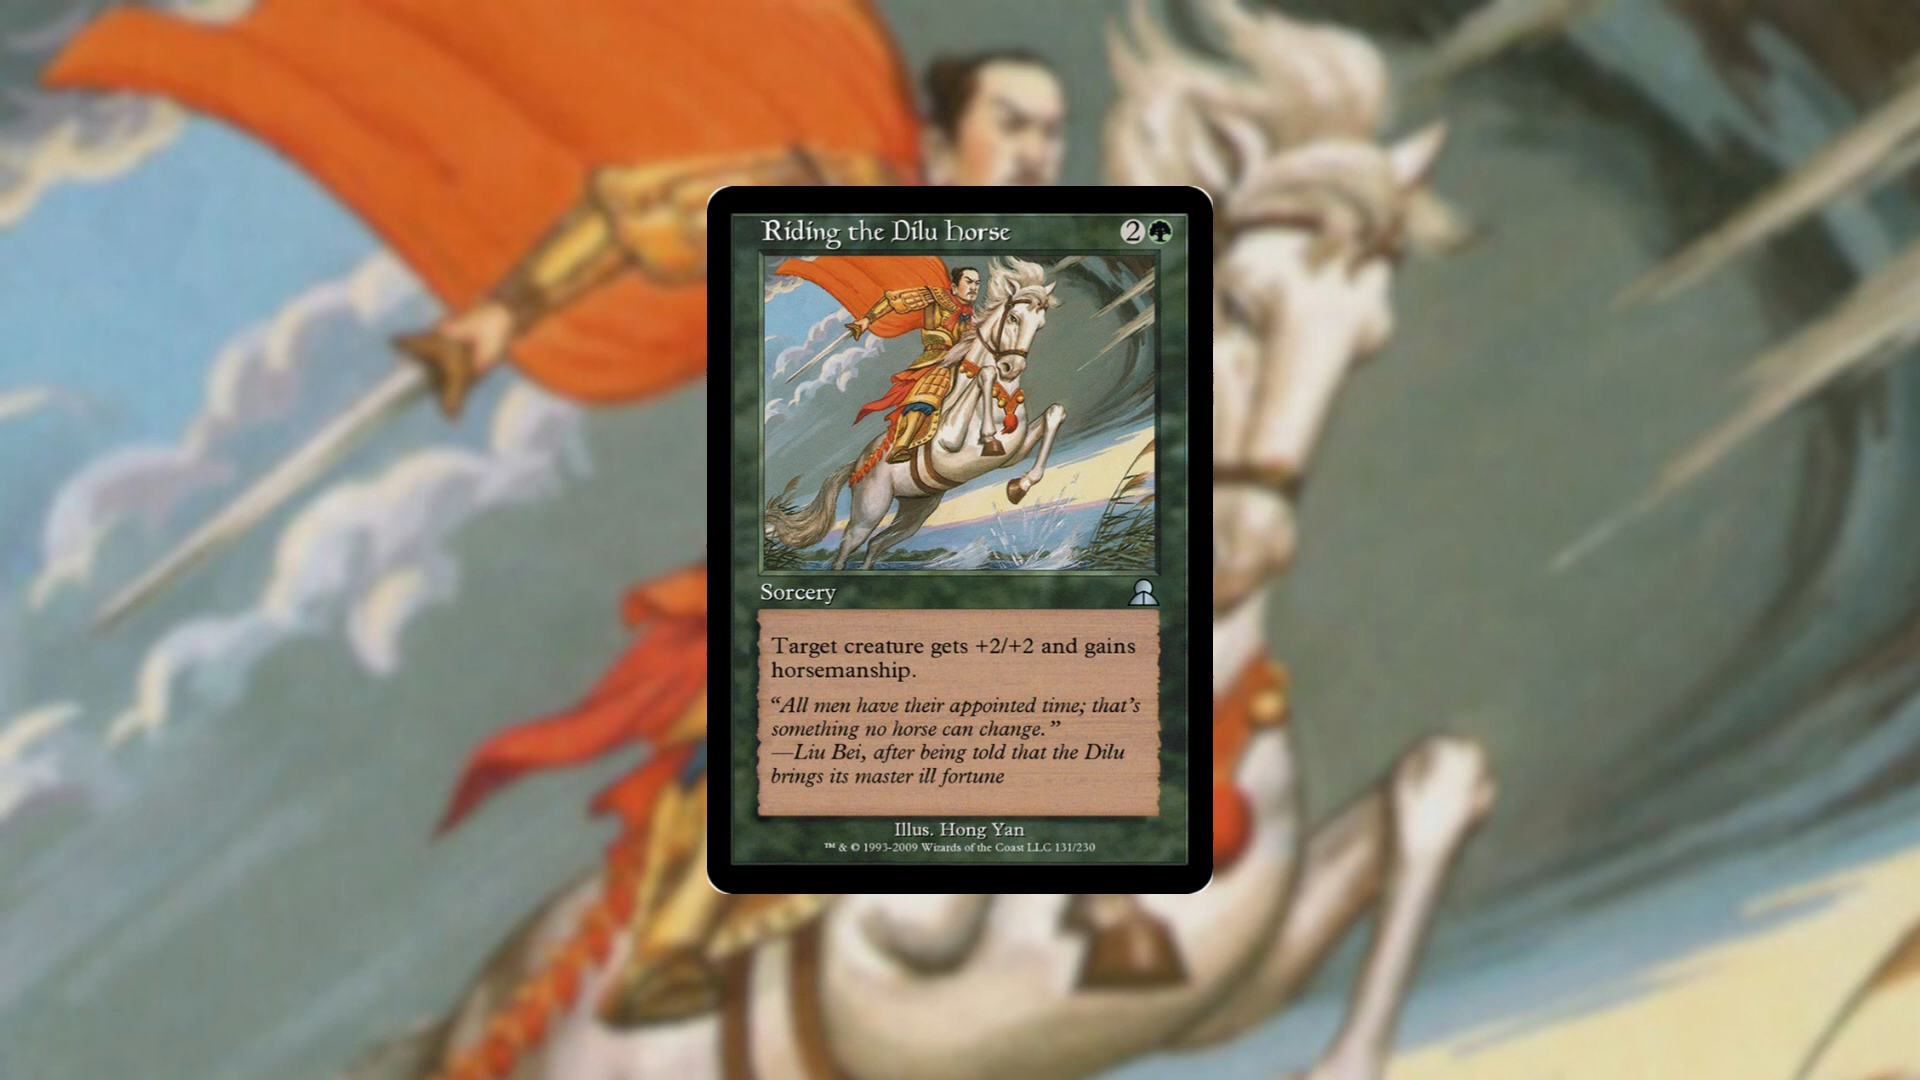 Riding the Dilu Horse 2
Sorcery
Target creature gets +2/+2 and gains
horsemanship.
“All men have their appointed time; that’s
something no horse can change.”
—Liu Bei, after being told that the Dilu
brings its master ill fortune
Illus. Hong Yan
™ & © 1993-2009 Wizards of the Coast LLC 131/230